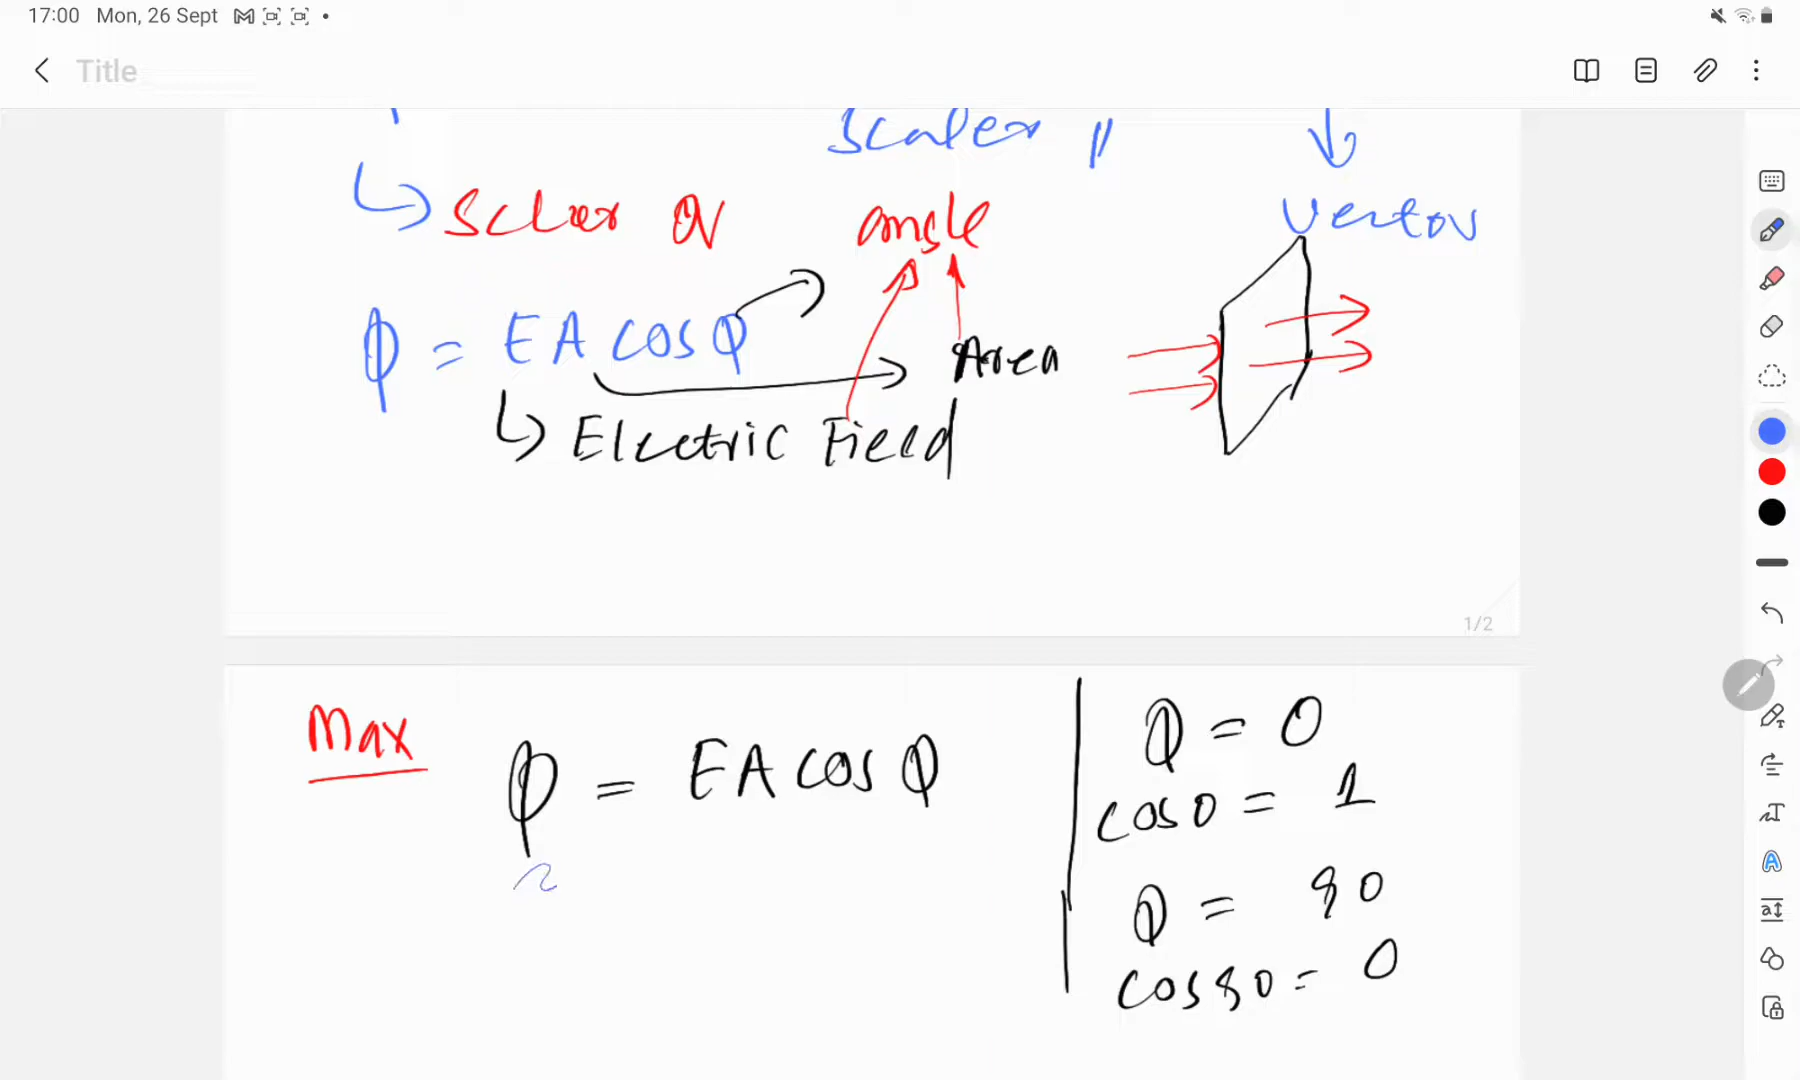 17:00 Mon, 26 Sept
Title
Scaler //
Scler or angle
vector
ϕ = EA cos Q
Area
Electric Field
1/2
Max
ϕ = EA cos Q
Q = 0
cos 0 = 1
Q = 90
cos 90 = 0